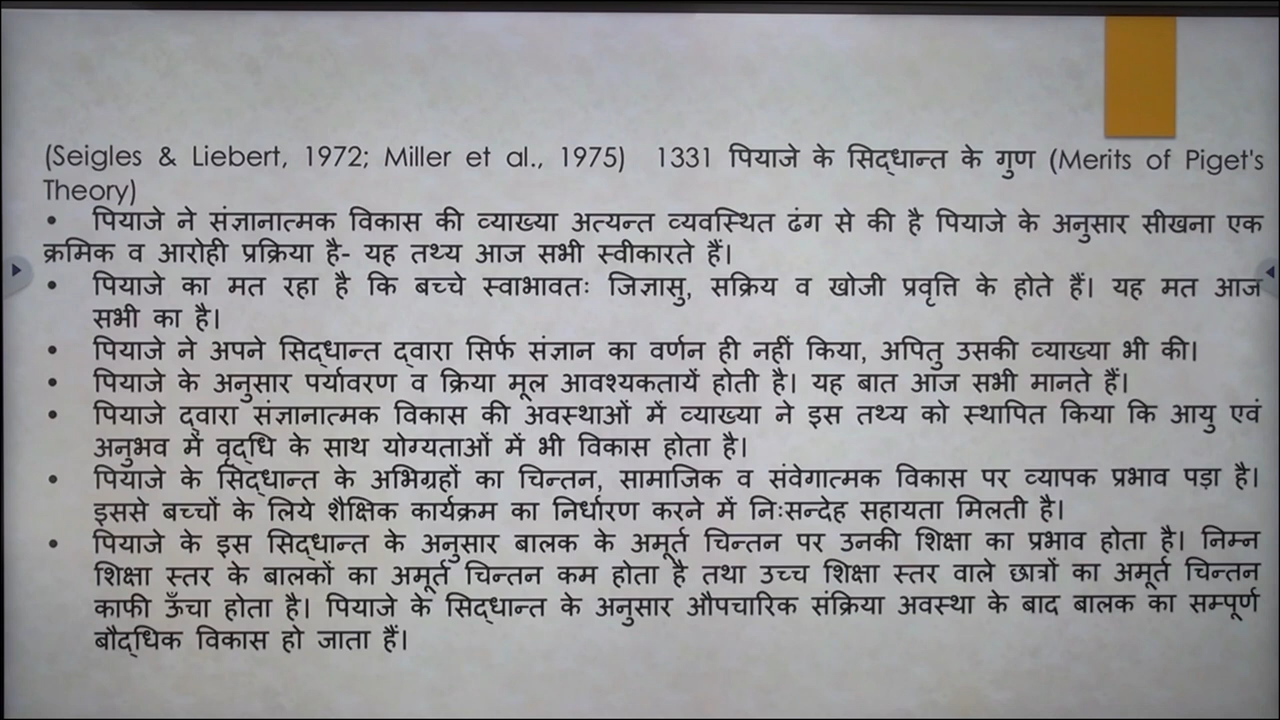 (Seigles & Liebert, 1972; Miller et al., 1975) 1331 पियाजे के सिद्धान्त के गुण (Merits of Piget's
Theory)
• पियाजे ने संज्ञानात्मक विकास की व्याख्या अत्यन्त व्यवस्थित ढंग से की है पियाजे के अनुसार सीखना एक
क्रमिक व आरोही प्रक्रिया है- यह तथ्य आज सभी स्वीकारते हैं।
• पियाजे का मत रहा है कि बच्चे स्वाभावतः जिज्ञासु, सक्रिय व खोजी प्रवृत्ति के होते हैं। यह मत आज
सभी का है।
• पियाजे ने अपने सिद्धान्त द्वारा सिर्फ संज्ञान का वर्णन ही नहीं किया, अपितु उसकी व्याख्या भी की।
• पियाजे के अनुसार पर्यावरण व क्रिया मूल आवश्यकतायें होती है। यह बात आज सभी मानते हैं।
• पियाजे द्वारा संज्ञानात्मक विकास की अवस्थाओं में व्याख्या ने इस तथ्य को स्थापित किया कि आयु एवं
अनुभव में वृद्धि के साथ योग्यताओं में भी विकास होता है।
• पियाजे के सिद्धान्त के अभिग्रहों का चिन्तन, सामाजिक व संवेगात्मक विकास पर व्यापक प्रभाव पड़ा है।
इससे बच्चों के लिये शैक्षिक कार्यक्रम का निर्धारण करने में निःसन्देह सहायता मिलती है।
• पियाजे के इस सिद्धान्त के अनुसार बालक के अमूर्त चिन्तन पर उनकी शिक्षा का प्रभाव होता है। निम्न
शिक्षा स्तर के बालकों का अमूर्त चिन्तन कम होता है तथा उच्च शिक्षा स्तर वाले छात्रों का अमूर्त चिन्तन
काफी ऊँचा होता है। पियाजे के सिद्धान्त के अनुसार औपचारिक संक्रिया अवस्था के बाद बालक का सम्पूर्ण
बौद्धिक विकास हो जाता हैं।